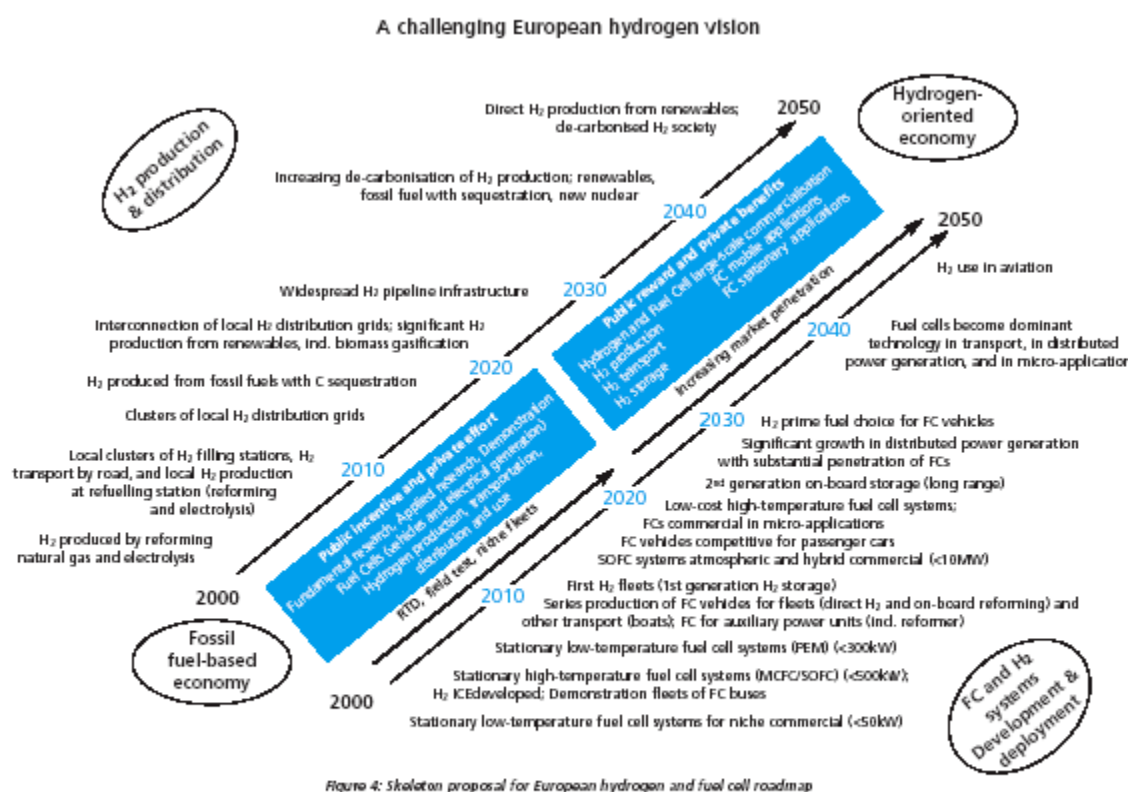 A challenging European hydrogen vision
H₂ production
& distribution
Direct H₂ production from renewables;
de-carbonised H₂ society
2050
Hydrogen-
oriented
economy
Increasing de-carbonisation of H₂ production; renewables,
fossil fuel with sequestration, new nuclear
2040
Widespread H₂ pipeline infrastructure
2030
Interconnection of local H₂ distribution grids; significant H₂
production from renewables, incl. biomass gasification
2020
H₂ produced from fossil fuels with C sequestration
Clusters of local H₂ distribution grids
Local clusters of H₂ filling stations, H₂
transport by road, and local H₂ production
at refuelling station (reforming
and electrolysis)
2010
H₂ produced by reforming
natural gas and electrolysis
2000
Fossil
fuel-based
economy
Public reward and private benefits
Hydrogen and Fuel Cell large-scale commercialisation
H₂ production
H₂ transport
H₂ storage
FC mobile applications
FC stationary applications
Public incentive and private effort
Fundamental research, Applied research, Demonstration
Fuel Cells (vehicles and electrical generation)
Hydrogen production, transportation,
distribution and use
Increasing market penetration
RTD, field test, niche fleets
2050
H₂ use in aviation
2040
Fuel cells become dominant
technology in transport, in distributed
power generation, and in micro-application
2030
H₂ prime fuel choice for FC vehicles
Significant growth in distributed power generation
with substantial penetration of FCs
2nd generation on-board storage (long range)
2020
Low-cost high-temperature fuel cell systems;
FCs commercial in micro-applications
FC vehicles competitive for passenger cars
SOFC systems atmospheric and hybrid commercial (<10MW)
First H₂ fleets (1st generation H₂ storage)
2010
Series production of FC vehicles for fleets (direct H₂ and on-board reforming) and
other transport (boats); FC for auxiliary power units (incl. reformer)
Stationary low-temperature fuel cell systems (PEM) (<300kW)
Stationary high-temperature fuel cell systems (MCFC/SOFC) (<500kW);
H₂ ICEdeveloped; Demonstration fleets of FC buses
2000
Stationary low-temperature fuel cell systems for niche commercial (<50kW)
FC and H₂
systems
Development &
deployment
Figure 4: Skeleton proposal for European hydrogen and fuel cell roadmap